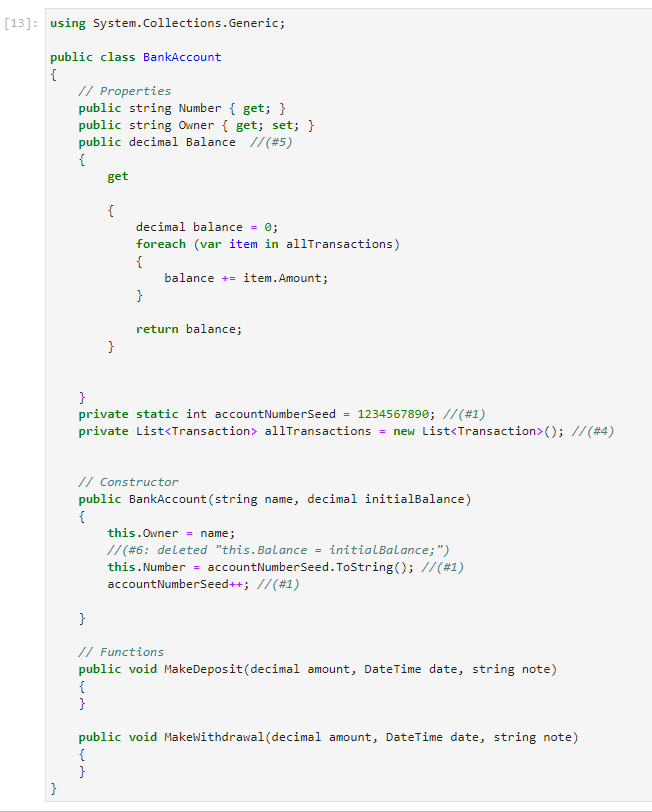 [13]: using System.Collections.Generic;
public class BankAccount
{
    // Properties
    public string Number { get; }
    public string Owner { get; set; }
    public decimal Balance  //(#5)
    {
        get
        {
            decimal balance = 0;
            foreach (var item in allTransactions)
            {
                balance += item.Amount;
            }
            return balance;
        }
    }
    private static int accountNumberSeed = 1234567890; //(#1)
    private List<Transaction> allTransactions = new List<Transaction>(); //(#4)
    // Constructor
    public BankAccount(string name, decimal initialBalance)
    {
        this.Owner = name;
        //(#6: deleted "this.Balance = initialBalance;")
        this.Number = accountNumberSeed.ToString(); //(#1)
        accountNumberSeed++; //(#1)
    }
    // Functions
    public void MakeDeposit(decimal amount, DateTime date, string note)
    {
    }
    public void MakeWithdrawal(decimal amount, DateTime date, string note)
    {
    }
}